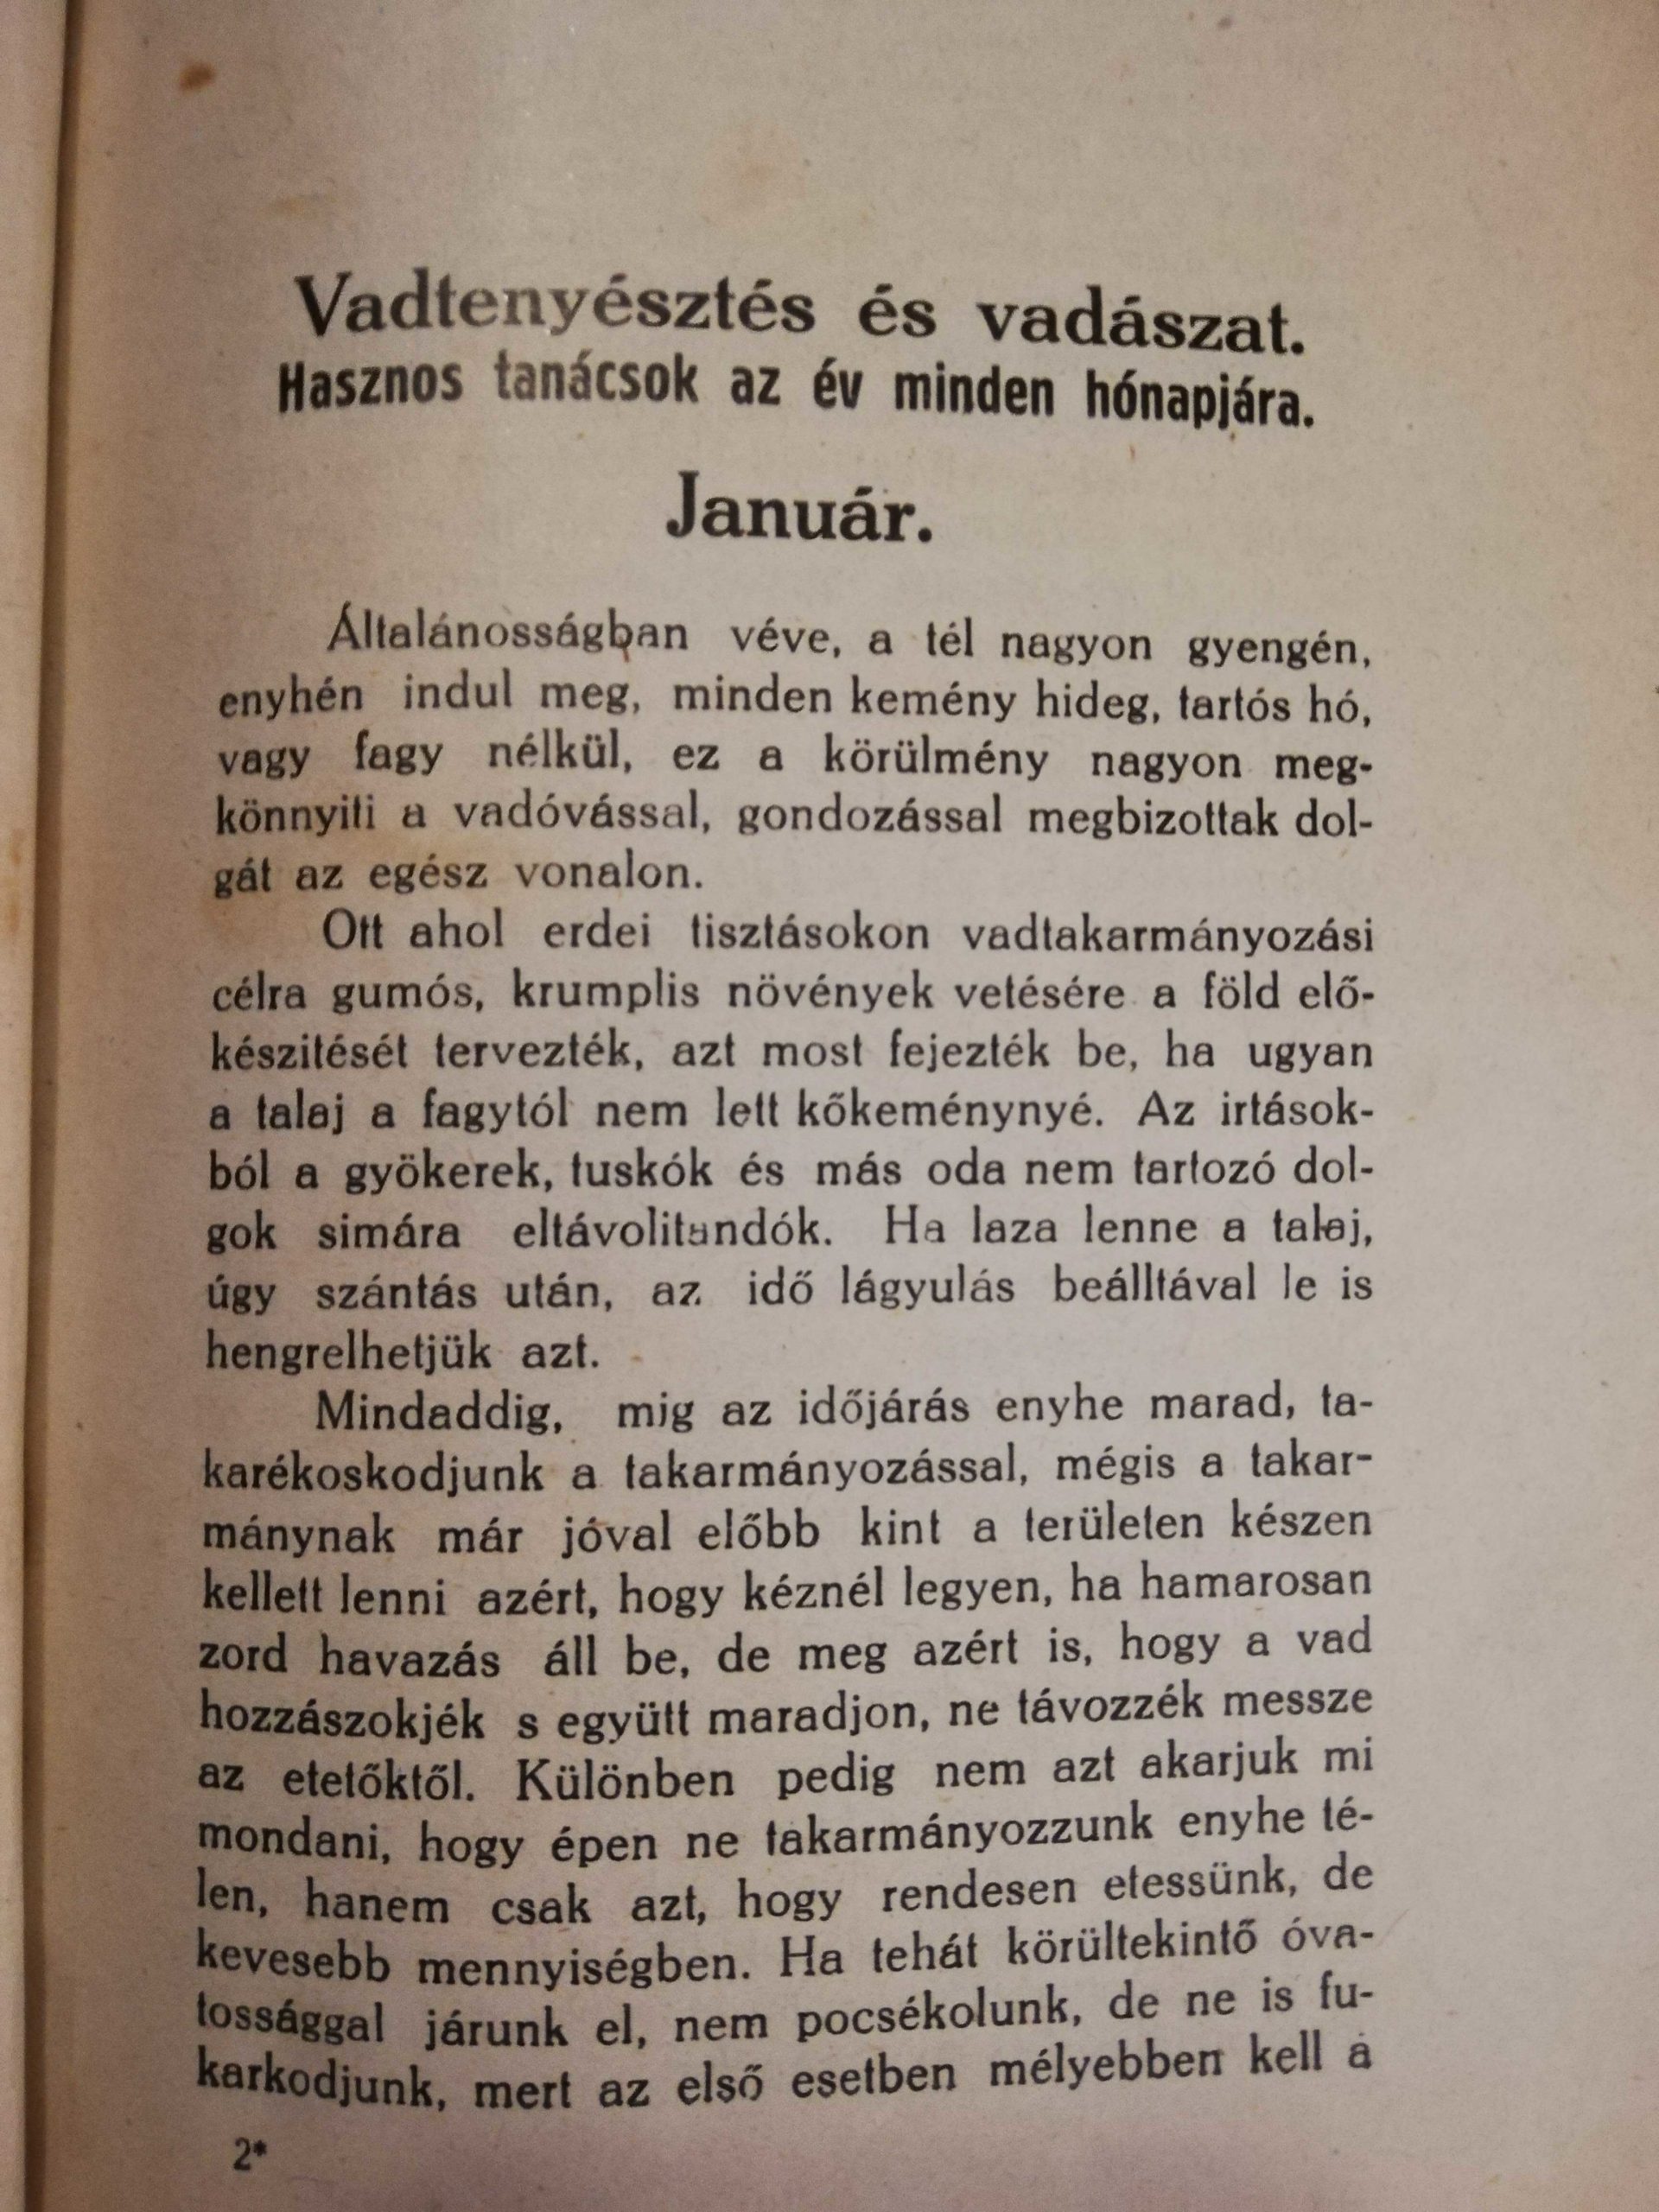 Vadtenyésztés és vadászat.
Hasznos tanácsok az év minden hónapjára.
Január.
Általánosságban véve, a tél nagyon gyengén,
enyhén indul meg, minden kemény hideg, tartós hó,
vagy fagy nélkül, ez a körülmény nagyon meg-
könnyiti a vadóvással, gondozással megbizottak dol-
gát az egész vonalon.
Ott ahol erdei tisztásokon vadtakarmányozási
célra gumós, krumplis növények vetésére a föld elő-
készitését tervezték, azt most fejezték be, ha ugyan
a talaj a fagytól nem lett kőkeménynyé. Az irtások-
ból a gyökerek, tuskók és más oda nem tartozó dol-
gok simára eltávolitandók. Ha laza lenne a talaj,
úgy szántás után, az idő lágyulás beálltával le is
hengrelhetjük azt.
Mindaddig, mig az időjárás enyhe marad, ta-
karékoskodjunk a takarmányozással, mégis a takar-
mánynak már jóval előbb kint a területen készen
kellett lenni azért, hogy kéznél legyen, ha hamarosan
zord havazás áll be, de meg azért is, hogy a vad
hozzászokjék s együtt maradjon, ne távozzék messze
az etetőktől. Különben pedig nem azt akarjuk mi
mondani, hogy épen ne takarmányozzunk enyhe té-
len, hanem csak azt, hogy rendesen etessünk, de
kevesebb mennyiségben. Ha tehát körültekintő óva-
tossággal járunk el, nem pocsékolunk, de ne is fu-
karkodjunk, mert az első esetben mélyebben kell a
2*